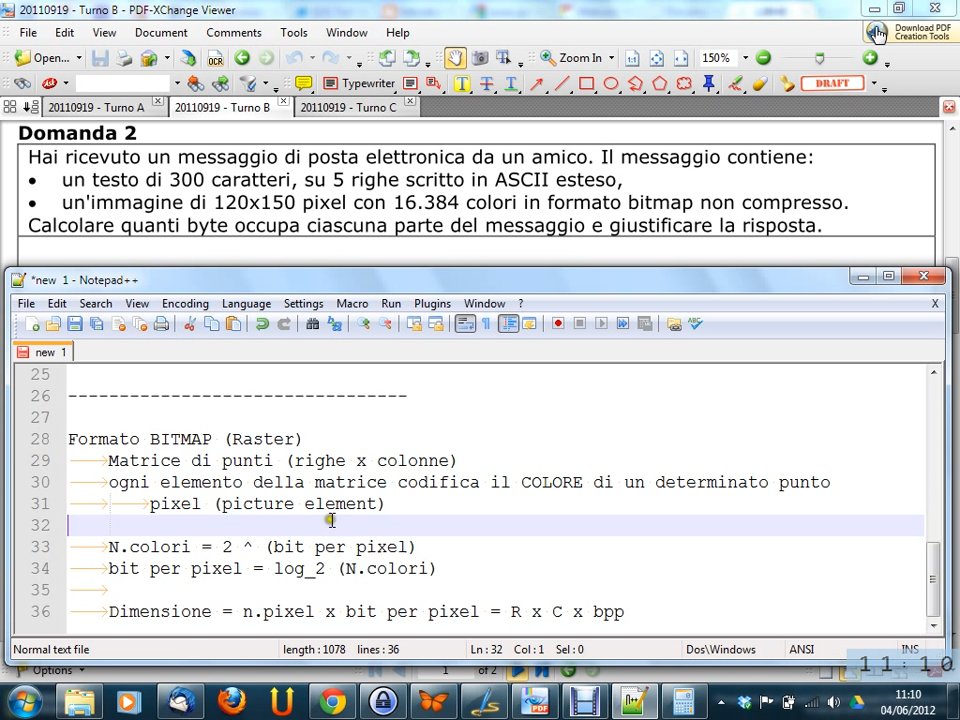 20110919 - Turno B - PDF-XChange Viewer
File Edit View Document Comments Tools Window Help
Download PDF
Creation Tools
Open... OCR Zoom In 150%
Typewriter DRAFT
20110919 - Turno A 20110919 - Turno B 20110919 - Turno C
Domanda 2
Hai ricevuto un messaggio di posta elettronica da un amico. Il messaggio contiene:
• un testo di 300 caratteri, su 5 righe scritto in ASCII esteso,
• un'immagine di 120x150 pixel con 16.384 colori in formato bitmap non compresso.
Calcolare quanti byte occupa ciascuna parte del messaggio e giustificare la risposta.
*new 1 - Notepad++
File Edit Search View Encoding Language Settings Macro Run Plugins Window ? X
new 1
25
26 --------------------------------
27
28 Formato BITMAP (Raster)
29 Matrice di punti (righe x colonne)
30 ogni elemento della matrice codifica il COLORE di un determinato punto
31 pixel (picture element)
32
33 N.colori = 2 ^ (bit per pixel)
34 bit per pixel = log_2 (N.colori)
35
36 Dimensione = n.pixel x bit per pixel = R x C x bpp
Normal text file length : 1078 lines : 36 Ln : 32 Col : 1 Sel : 0 Dos\Windows ANSI INS
11:10
Options 1 of 2
11:10
04/06/2012